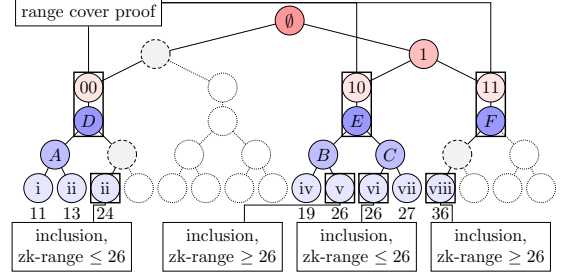 range cover proof
∅
1
00 10 11
D E F
A B C
i ii ii iv v vi vii viii
11 13 24 19 26 26 27 36
inclusion, inclusion, inclusion, inclusion,
zk-range ≤ 26 zk-range ≥ 26 zk-range ≤ 26 zk-range ≥ 26